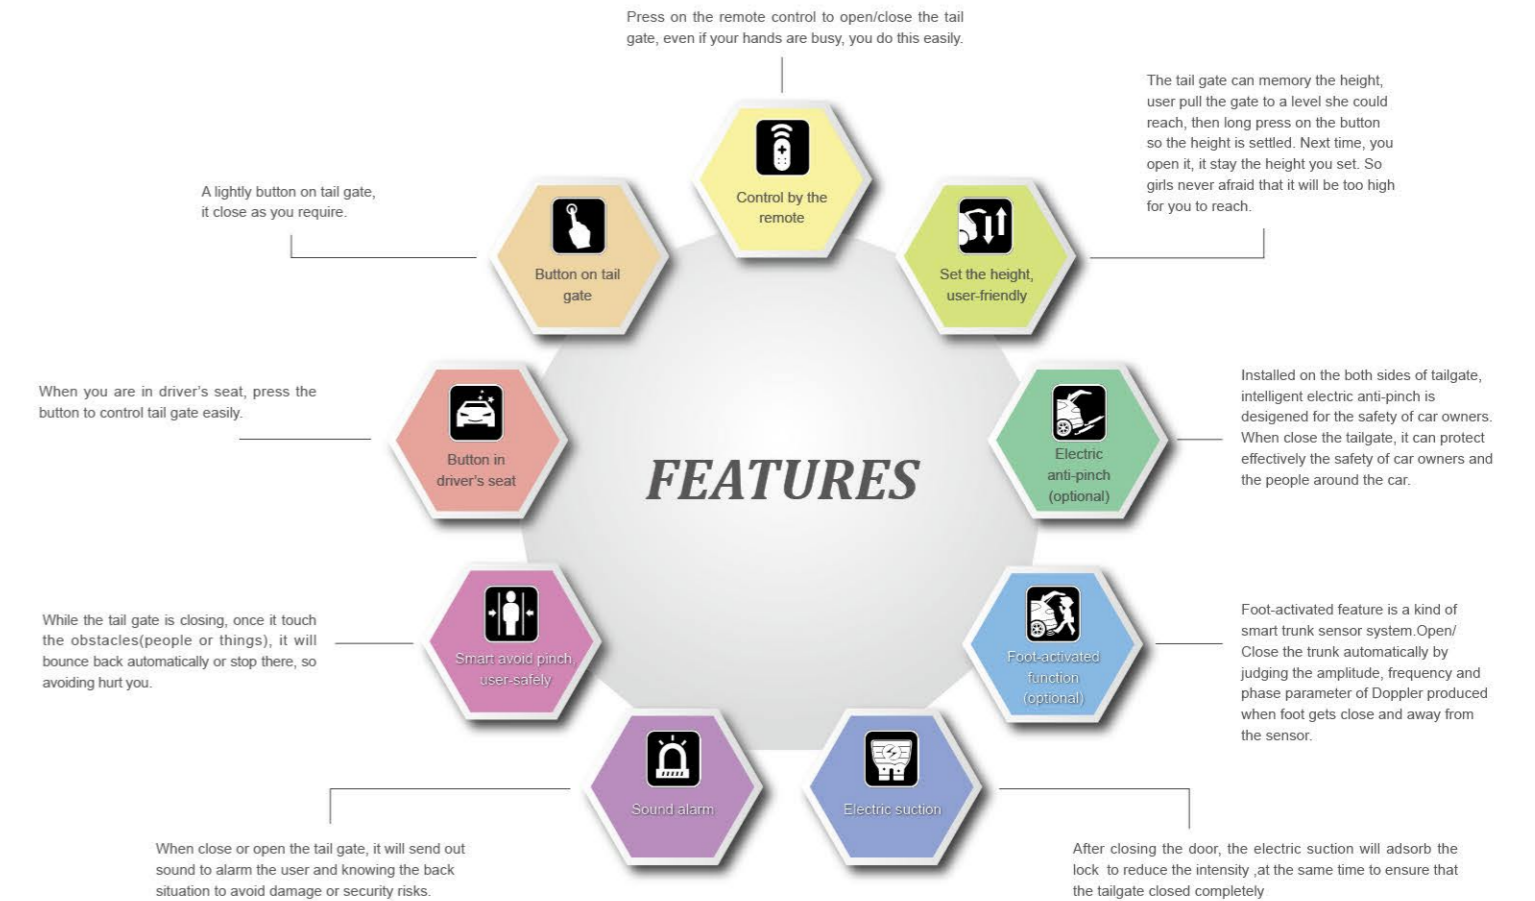 Press on the remote control to open/close the tail
gate, even if your hands are busy, you do this easily.
Control by the
remote
The tail gate can memory the height,
user pull the gate to a level she could
reach, then long press on the button
so the height is settled. Next time, you
open it, it stay the height you set. So
girls never afraid that it will be too high
for you to reach.
Set the height,
user-friendly
A lightly button on tail gate,
it close as you require.
Button on tail
gate
When you are in driver's seat, press the
button to control tail gate easily.
Button in
driver's seat
FEATURES
Electric
anti-pinch
(optional)
Installed on the both sides of tailgate,
intelligent electric anti-pinch is
desigened for the safety of car owners.
When close the tailgate, it can protect
effectively the safety of car owners and
the people around the car.
While the tail gate is closing, once it touch
the obstacles(people or things), it will
bounce back automatically or stop there, so
avoiding hurt you.
Smart avoid pinch,
user-safely
Foot-activated
function
(optional)
Foot-activated feature is a kind of
smart trunk sensor system.Open/
Close the trunk automatically by
judging the amplitude, frequency and
phase parameter of Doppler produced
when foot gets close and away from
the sensor.
Sound alarm
When close or open the tail gate, it will send out
sound to alarm the user and knowing the back
situation to avoid damage or security risks.
Electric suction
After closing the door, the electric suction will adsorb the
lock to reduce the intensity ,at the same time to ensure that
the tailgate closed completely